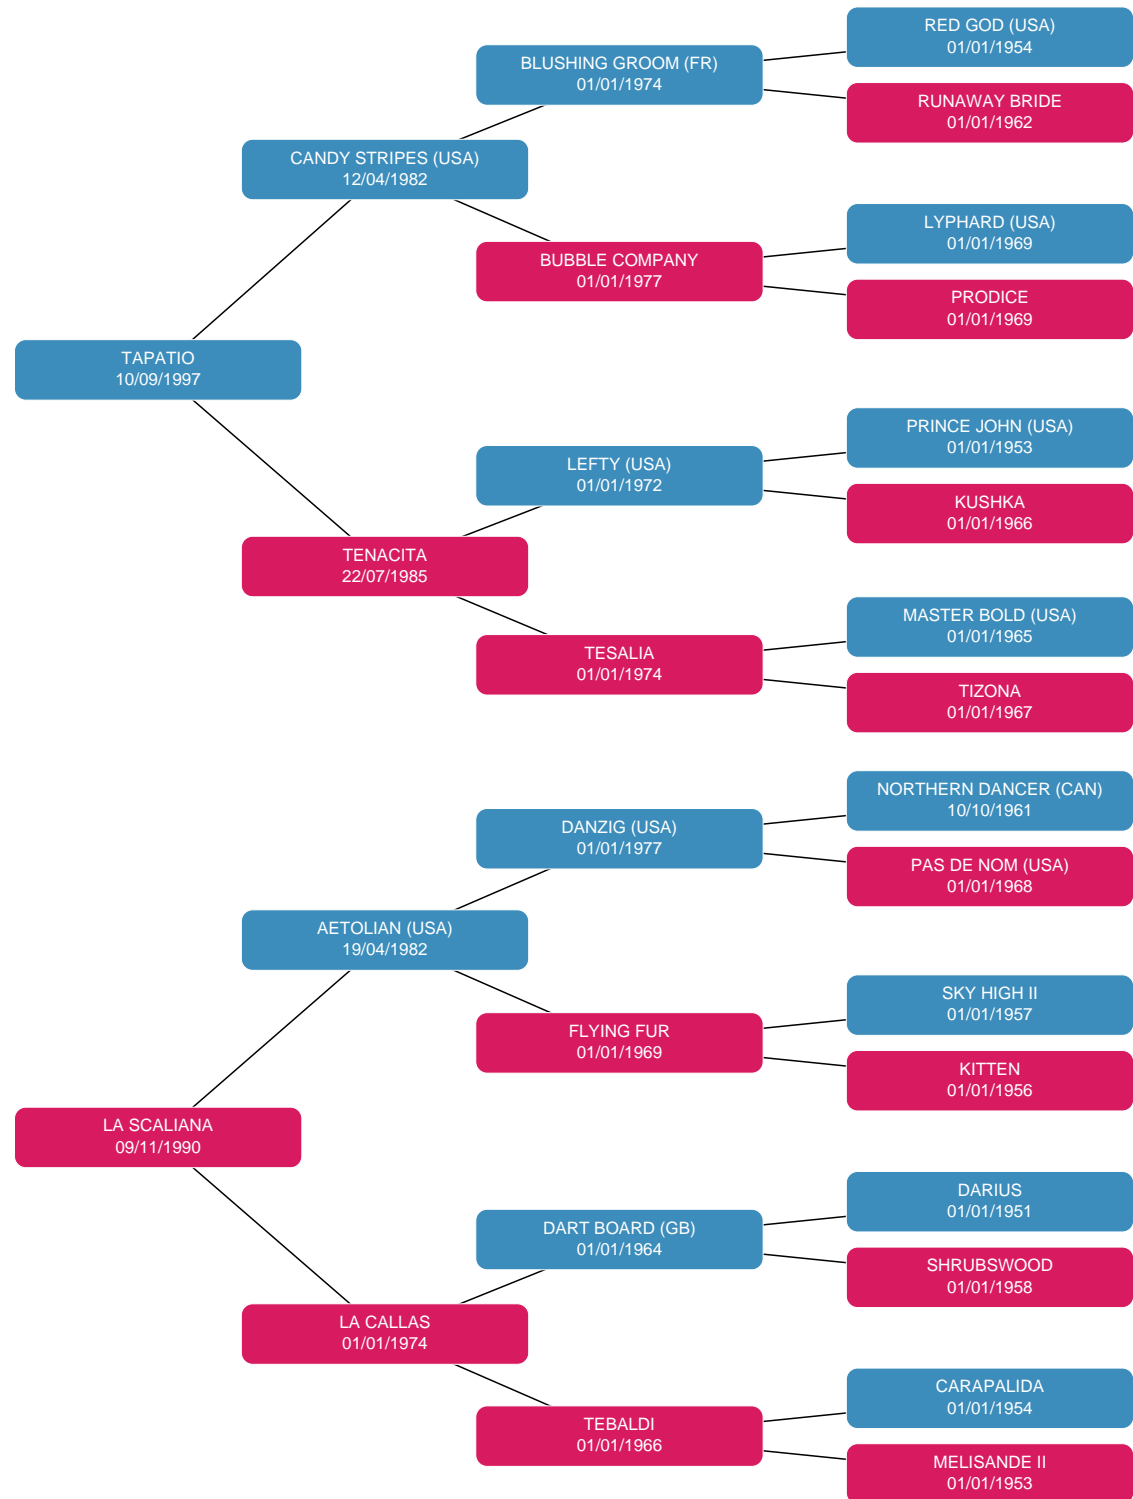 RED GOD (USA)
01/01/1954
BLUSHING GROOM (FR)
01/01/1974
RUNAWAY BRIDE
01/01/1962
CANDY STRIPES (USA)
12/04/1982
LYPHARD (USA)
01/01/1969
BUBBLE COMPANY
01/01/1977
PRODICE
01/01/1969
TAPATIO
10/09/1997
PRINCE JOHN (USA)
01/01/1953
LEFTY (USA)
01/01/1972
KUSHKA
01/01/1966
TENACITA
22/07/1985
MASTER BOLD (USA)
01/01/1965
TESALIA
01/01/1974
TIZONA
01/01/1967
NORTHERN DANCER (CAN)
10/10/1961
DANZIG (USA)
01/01/1977
PAS DE NOM (USA)
01/01/1968
AETOLIAN (USA)
19/04/1982
SKY HIGH II
01/01/1957
FLYING FUR
01/01/1969
KITTEN
01/01/1956
LA SCALIANA
09/11/1990
DARIUS
01/01/1951
DART BOARD (GB)
01/01/1964
SHRUBSWOOD
01/01/1958
LA CALLAS
01/01/1974
CARAPALIDA
01/01/1954
TEBALDI
01/01/1966
MELISANDE II
01/01/1953